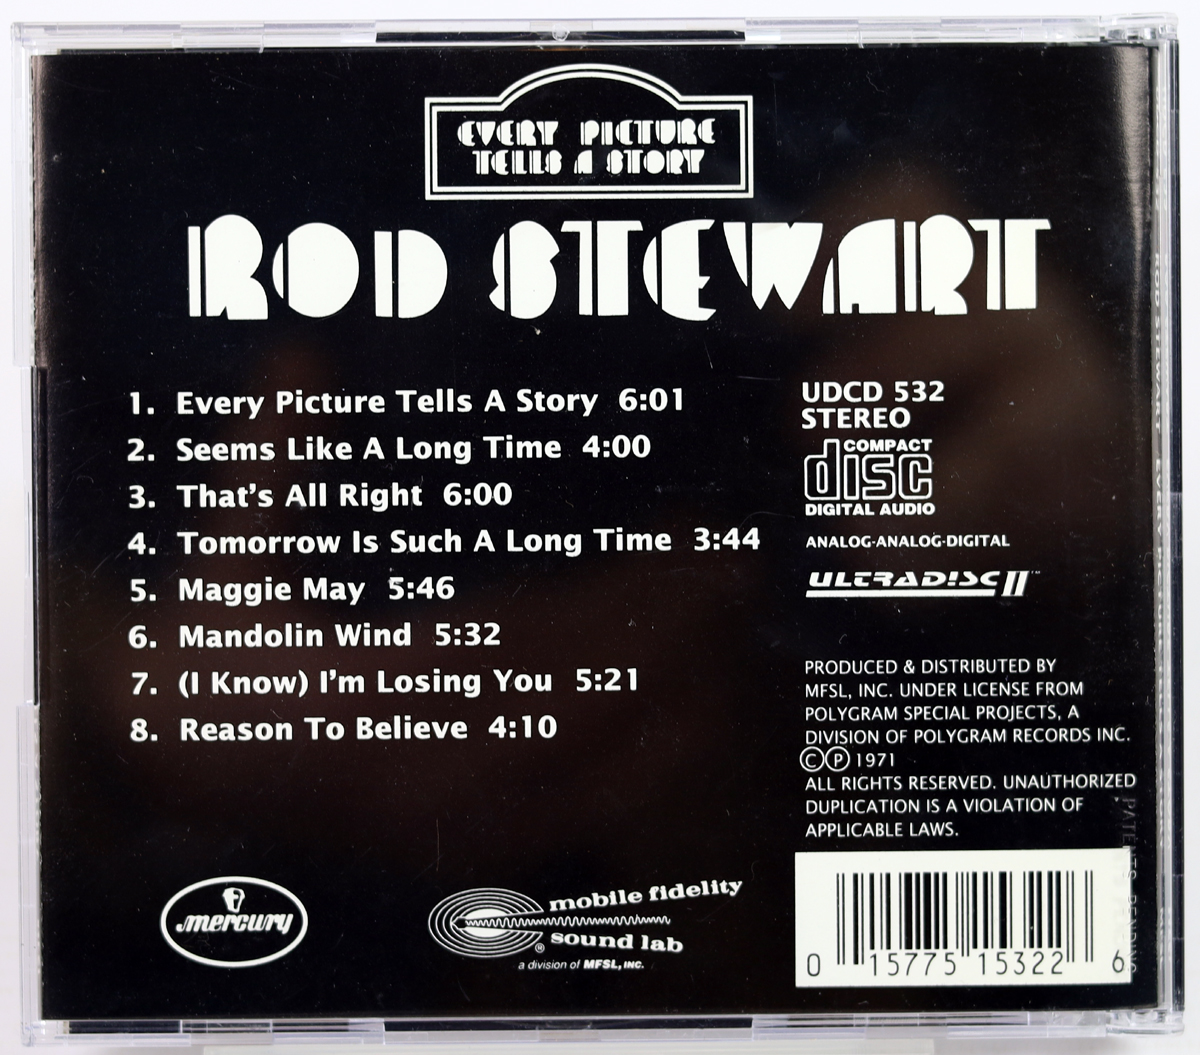 EVERY PICTURE
TELLS A STORY
ROD STEWART
1. Every Picture Tells A Story 6:01
2. Seems Like A Long Time 4:00
3. That's All Right 6:00
4. Tomorrow Is Such A Long Time 3:44
5. Maggie May 5:46
6. Mandolin Wind 5:32
7. (I Know) I'm Losing You 5:21
8. Reason To Believe 4:10
UDCD 532
STEREO
COMPACT
disc
DIGITAL AUDIO
ANALOG-ANALOG-DIGITAL
ULTRADISC II™
PRODUCED & DISTRIBUTED BY
MFSL, INC. UNDER LICENSE FROM
POLYGRAM SPECIAL PROJECTS, A
DIVISION OF POLYGRAM RECORDS INC.
Ⓒ Ⓟ 1971
ALL RIGHTS RESERVED. UNAUTHORIZED
DUPLICATION IS A VIOLATION OF
APPLICABLE LAWS.
PATENTS PENDING
mercury
mobile fidelity
sound lab
®
a division of MFSL, INC.
0 15775 15322 6